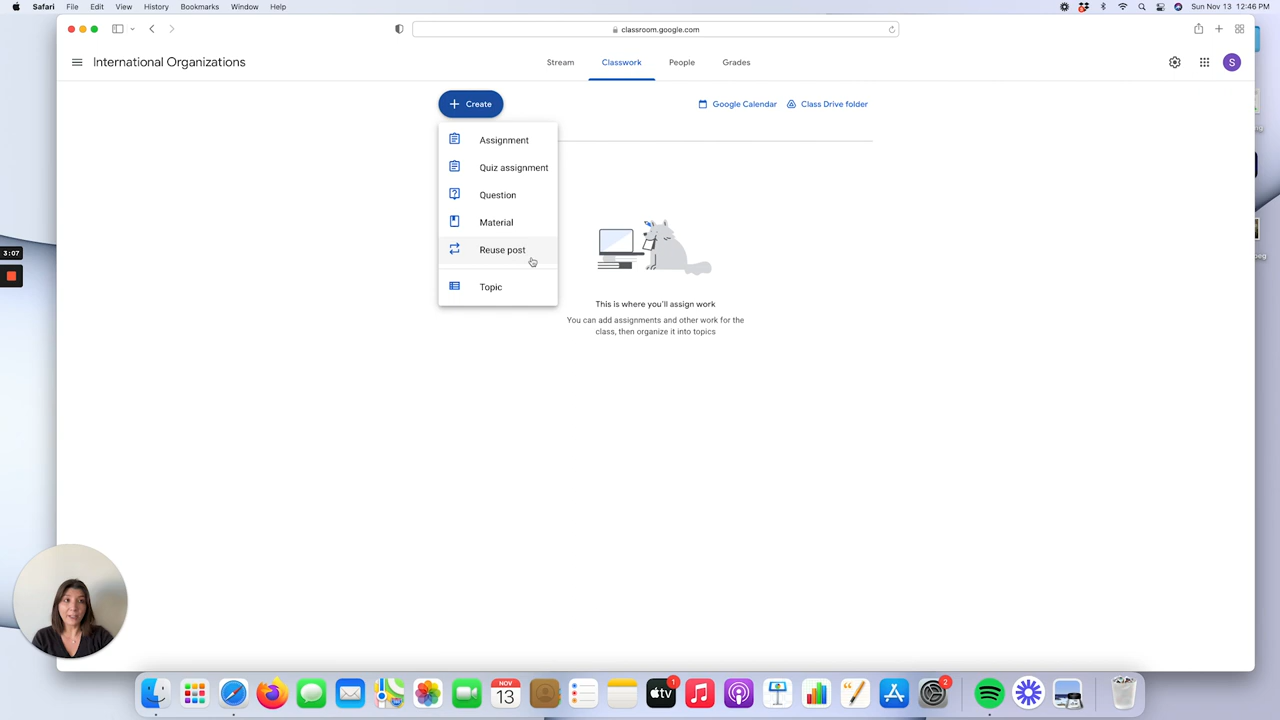 Safari File Edit View History Bookmarks Window Help Sun Nov 13 12:46 PM
classroom.google.com
International Organizations Stream Classwork People Grades S
Create Google Calendar Class Drive folder
Assignment
Quiz assignment
Question
Material
Reuse post
Topic
3:07
This is where you'll assign work
You can add assignments and other work for the
class, then organize it into topics
NOV
13
tv
1
2